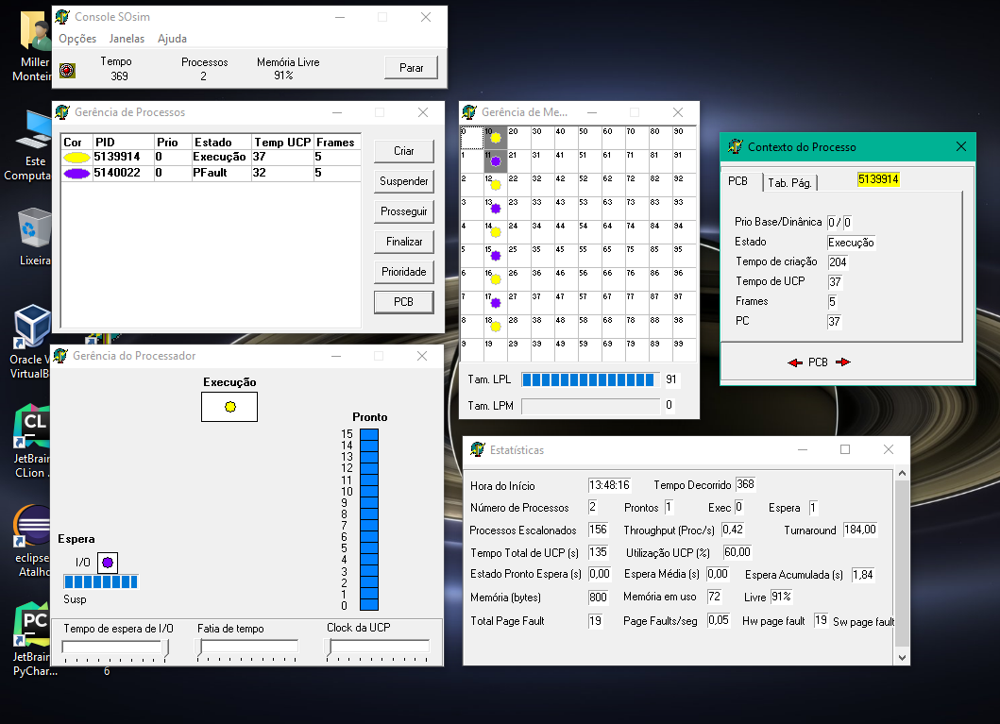 Miller
Monteir
Este
Computa
Lixeira
Oracle V
VirtualB
JetBrain
CLion
eclipse
Atalho
JetBrain
PyChar...
6
CL
PC
Console SOsim
Opções Janelas Ajuda
Tempo Processos Memória Livre
369 2 91%
Parar
Gerência de Processos
Cor PID Prio Estado Temp UCP Frames
5139914 0 Execução 37 5
5140022 0 PFault 32 5
Criar
Suspender
Prosseguir
Finalizar
Prioridade
PCB
Gerência de Me...
0 10 20 30 40 50 60 70 80 90
1 11 21 31 41 51 61 71 81 91
2 12 22 32 42 52 62 72 82 92
3 13 23 33 43 53 63 73 83 93
4 14 24 34 44 54 64 74 84 94
5 15 25 35 45 55 65 75 85 95
6 16 26 36 46 56 66 76 86 96
7 17 27 37 47 57 67 77 87 97
8 18 28 38 48 58 68 78 88 98
9 19 29 39 49 59 69 79 89 99
Tam. LPL 91
Tam. LPM 0
Contexto do Processo
PCB Tab. Pág. 5139914
Prio Base/Dinâmica 0 / 0
Estado Execução
Tempo de criação 204
Tempo de UCP 37
Frames 5
PC 37
PCB
Gerência do Processador
Execução
Pronto
15
14
13
12
11
10
9
8
7
6
5
4
3
2
1
0
Espera
I/O
Susp
Tempo de espera de I/O Fatia de tempo Clock da UCP
Estatísticas
Hora do Início 13:48:16 Tempo Decorrido 368
Número de Processos 2 Prontos 1 Exec 0 Espera 1
Processos Escalonados 156 Throughput (Proc/s) 0,42 Turnaround 184,00
Tempo Total de UCP (s) 135 Utilização UCP (%) 60,00
Estado Pronto Espera (s) 0,00 Espera Média (s) 0,00 Espera Acumulada (s) 1,84
Memória (bytes) 800 Memória em uso 72 Livre 91%
Total Page Fault 19 Page Faults/seg 0,05 Hw page fault 19 Sw page fault